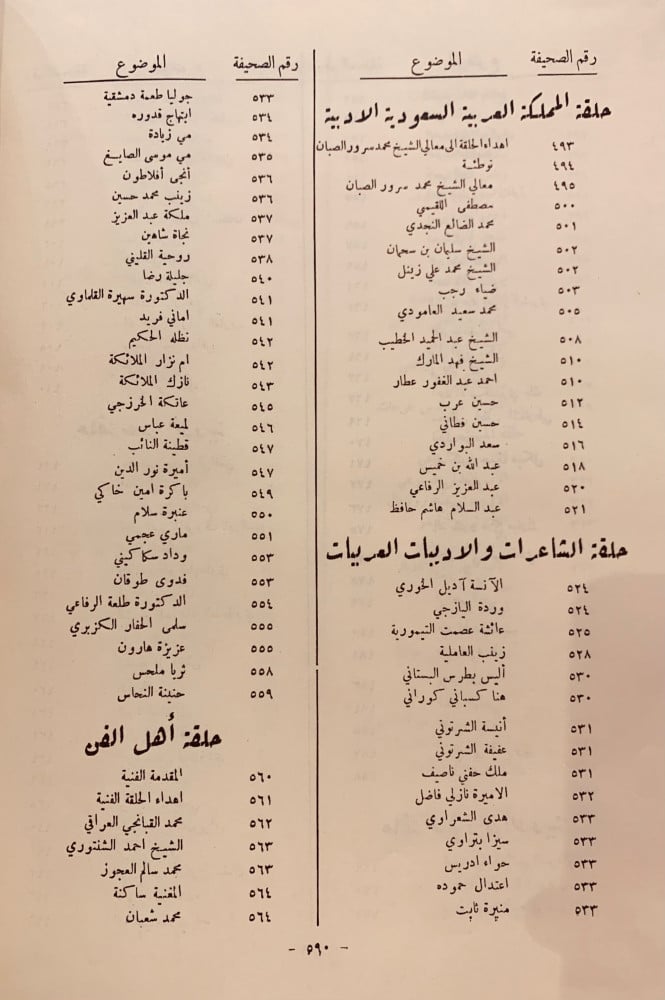 رقم الصحيفة الموضوع
حلقة المملكة العربية السعودية الادبية
٤٩٣ اهداء الحلقة الى معالي الشيخ محمد سرور الصبان
٤٩٤ توطئة
٤٩٥ معالي الشيخ محمد سرور الصبان
٥٠٠ مصطفى اللقيمي
٥٠١ محمد الضائع النجدي
٥٠٢ الشيخ سليمان بن سحمان
٥٠٢ الشيخ محمد علي زينل
٥٠٣ ضياء رجب
٥٠٥ محمد سعيد العامودي
٥٠٨ الشيخ عبد الحميد الخطيب
٥١٠ الشيخ فهد المارك
٥١٠ احمد عبد الغفور عطار
٥١٢ حسين عرب
٥١٤ حسين فطاني
٥١٦ سعد البواردي
٥١٨ عبد الله بن خميس
٥٢٠ عبد العزيز الرفاعي
٥٢١ عبد السلام هاشم حافظ
حلقة الشاعرات والاديبات العربيات
٥٢٤ الآنسة آديل الخوري
٥٢٤ وردة اليازجي
٥٢٥ عائشة عصمت التيمورية
٥٢٨ زينب العاملية
٥٣٠ أليس بطرس البستاني
٥٣٠ هنا كسباني كوراني
٥٣١ أنيسة الشرتوني
٥٣١ عفيفة الشرتوني
٥٣١ ملك حفني ناصيف
٥٣٢ الاميرة نازلي فاضل
٥٣٣ هدى الشعراوي
٥٣٣ سيزا بتراوي
٥٣٣ حواء ادريس
٥٣٣ اعتدال حموده
٥٣٣ منيرة ثابت
رقم الصحيفة الموضوع
٥٣٣ جوليا طعمة دمشقية
٥٣٤ ابتهاج قدوره
٥٣٤ مي زيادة
٥٣٥ مي موسى الصايغ
٥٣٦ أنجى أفلاطون
٥٣٦ زينب محمد حسين
٥٣٧ ملكة عبد العزيز
٥٣٧ نجاة شاهين
٥٣٨ روحية القليني
٥٤٠ جليلة رضا
٥٤١ الدكتورة سهيرة القلماوي
٥٤١ اماني فريد
٥٤٢ نظله الحكيم
٥٤٢ ام نزار الملائكة
٥٤٣ نازك الملائكة
٥٤٥ عاتكة الخزرجي
٥٤٦ لميعة عباس
٥٤٧ قطينة النائب
٥٤٧ أميرة نور الدين
٥٤٩ باكرة امين خاكي
٥٥٠ عنبرة سلام
٥٥١ ماري عجمي
٥٥٣ وداد سكاكيني
٥٥٣ فدوى طوقان
٥٥٤ الدكتورة طلعة الرفاعي
٥٥٥ سلمى الحفار الكزبري
٥٥٥ عزيزة هارون
٥٥٨ ثريا ملحس
٥٥٩ حنينة النحاس
حلقة أهل الفن
٥٦٠ المقدمة الفنية
٥٦١ اهداء الحلقة الفنية
٥٦٢ محمد القبانجي العراقي
٥٦٣ الشيخ احمد الشنتوري
٥٦٣ محمد سالم العجوز
٥٦٤ المغنية ساكنة
٥٦٤ محمد شعبان
- ٥٩٠ -